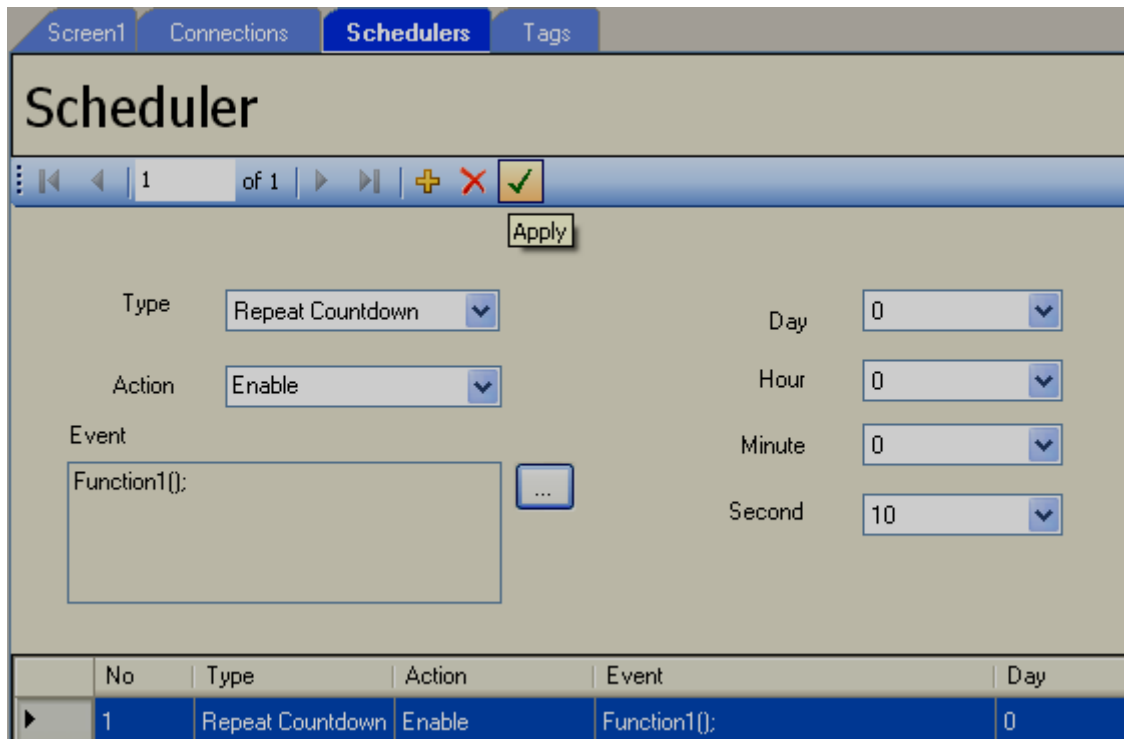 Screen1 Connections Schedulers Tags
Scheduler
1 of 1
Apply
Type Repeat Countdown
Day 0
Action Enable
Hour 0
Event
Minute 0
Function1();
...
Second 10
No Type Action Event Day
1 Repeat Countdown Enable Function1(); 0